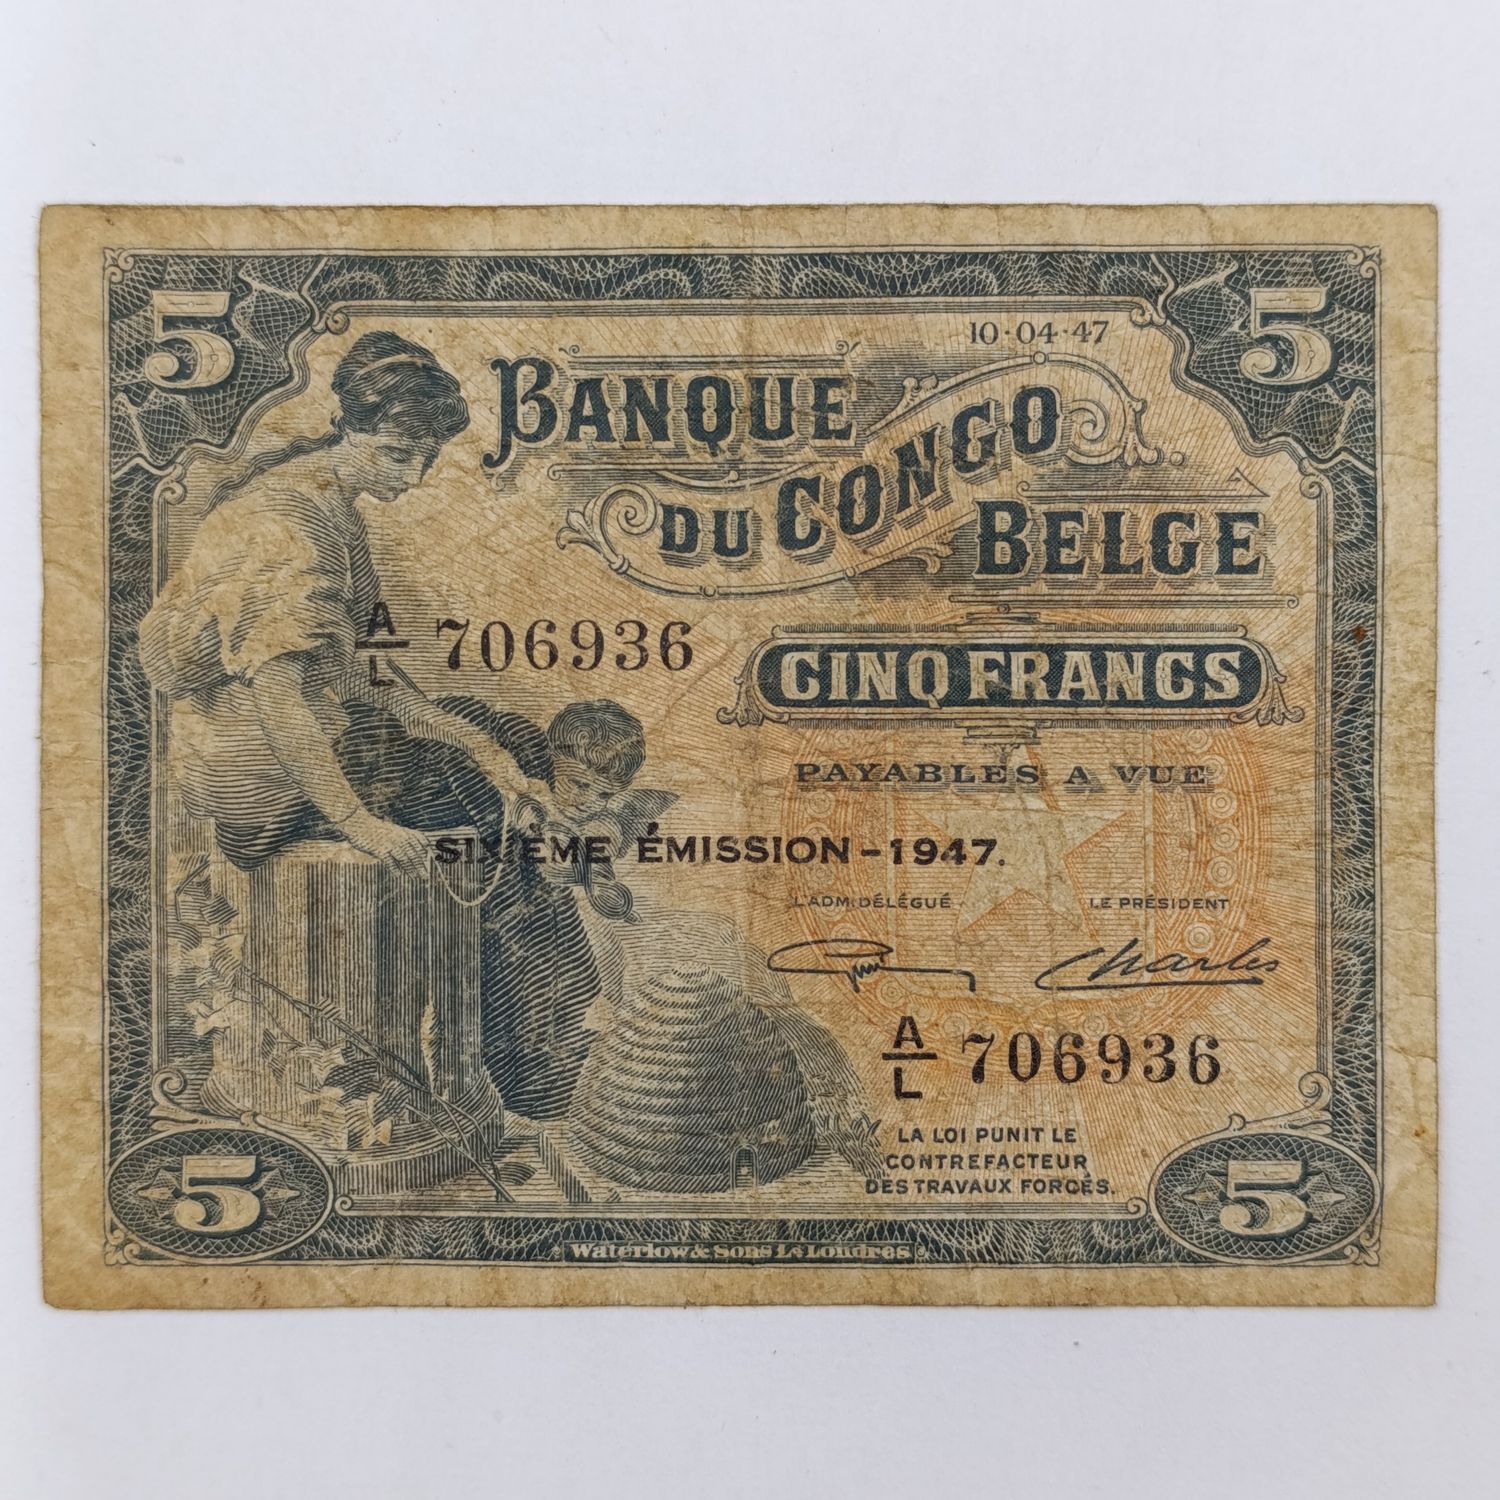 5
5
10·04·47
BANQUE
DU CONGO
BELGE
A/L 706936
CINQ FRANCS
PAYABLES A VUE
SIXIÈME ÉMISSION – 1947.
L'ADM. DÉLÉGUÉ
LE PRÉSIDENT
Charles
A/L 706936
LA LOI PUNIT LE
CONTREFACTEUR
DES TRAVAUX FORCÉS.
5
5
Waterlow & Sons Ld Londres